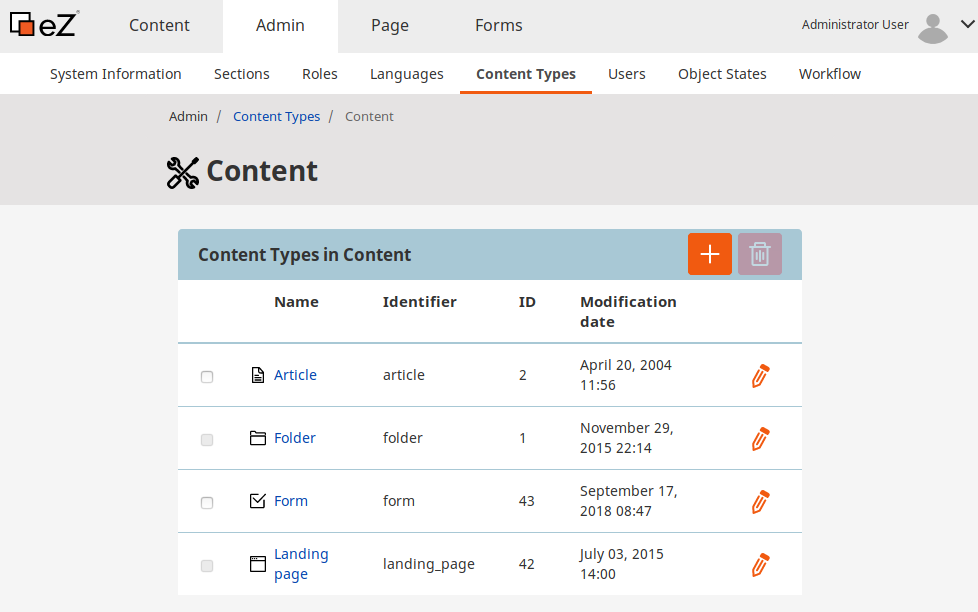 eZ Content Admin Page Forms Administrator User
System Information Sections Roles Languages Content Types Users Object States Workflow
Admin / Content Types / Content
Content
Content Types in Content
Name Identifier ID Modification date
Article article 2 April 20, 2004 11:56
Folder folder 1 November 29, 2015 22:14
Form form 43 September 17, 2018 08:47
Landing page landing_page 42 July 03, 2015 14:00